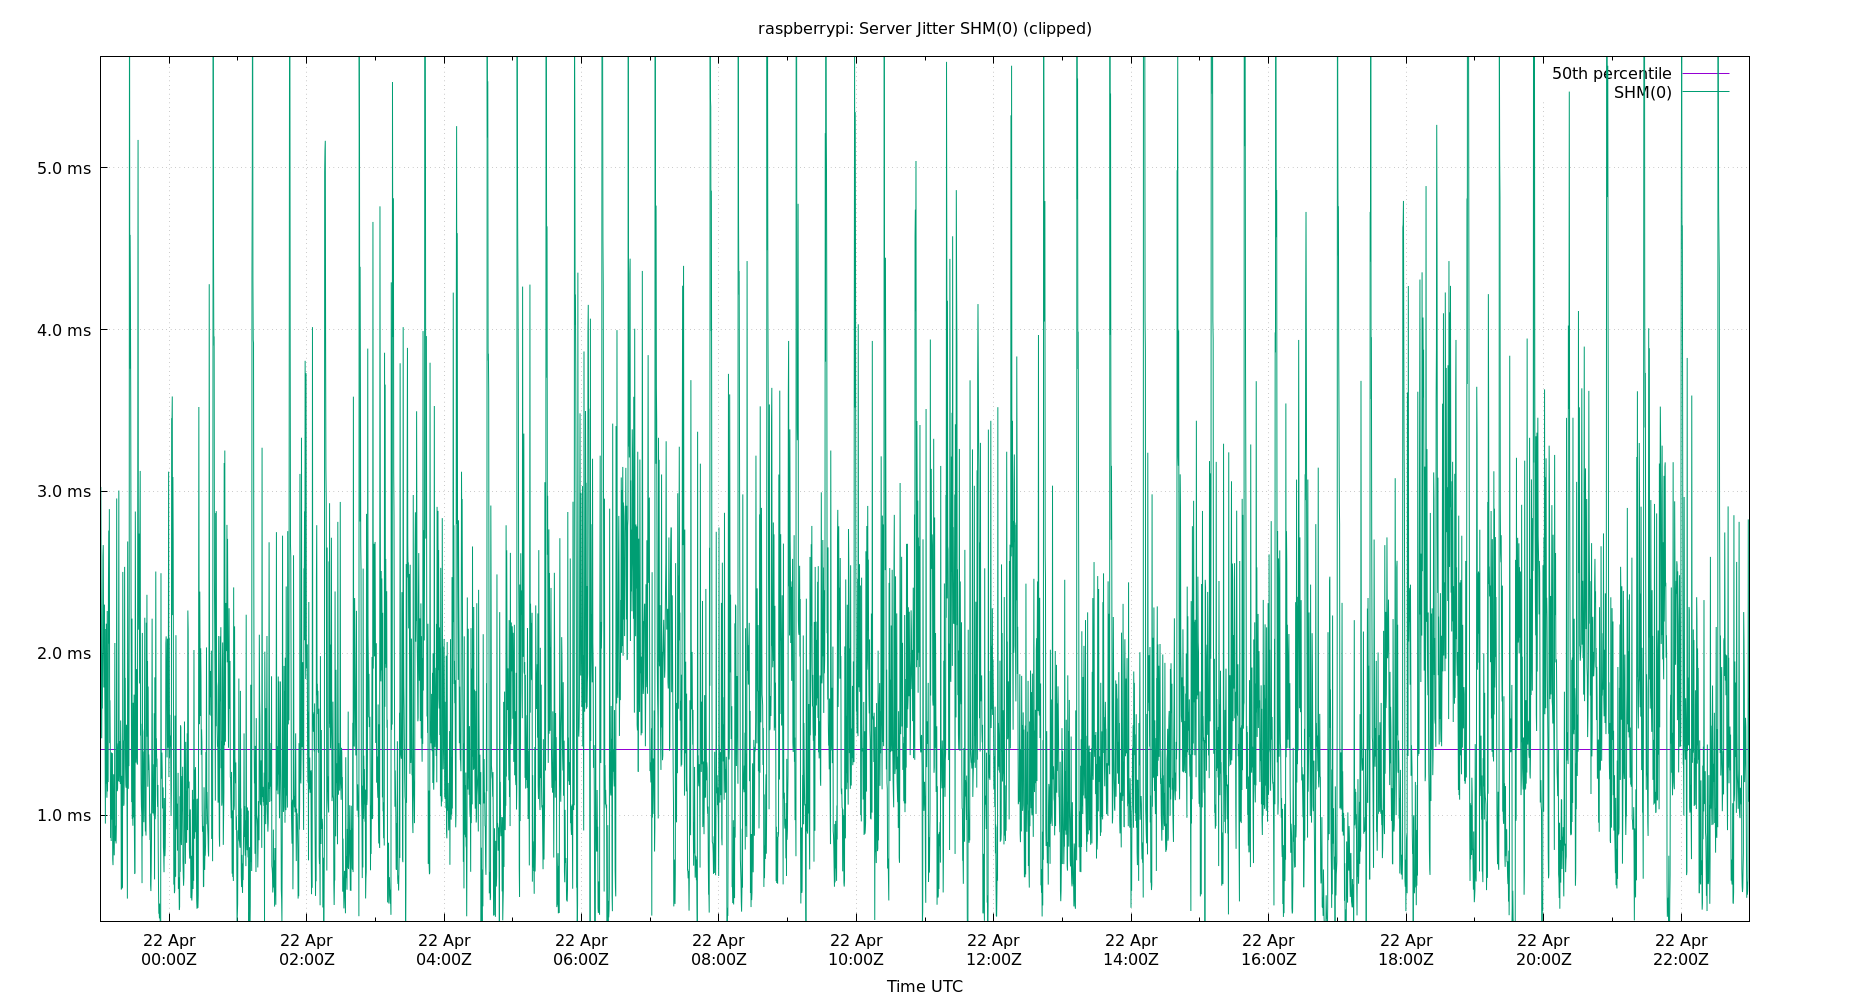 raspberrypi: Server Jitter SHM(0) (clipped)
50th percentile
SHM(0)
5.0 ms
4.0 ms
3.0 ms
2.0 ms
1.0 ms
22 Apr 22 Apr 22 Apr 22 Apr 22 Apr 22 Apr 22 Apr 22 Apr 22 Apr 22 Apr 22 Apr 22 Apr
00:00Z 02:00Z 04:00Z 06:00Z 08:00Z 10:00Z 12:00Z 14:00Z 16:00Z 18:00Z 20:00Z 22:00Z
Time UTC